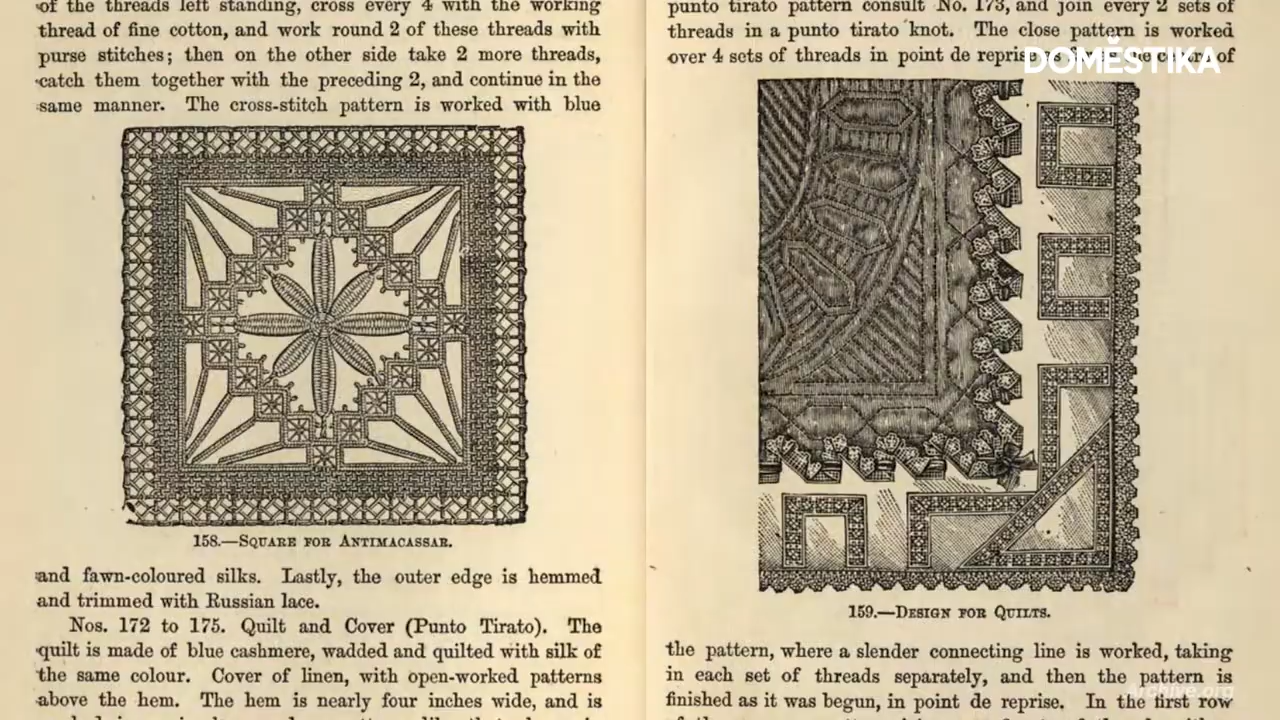 of the threads left standing, cross every 4 with the working
thread of fine cotton, and work round 2 of these threads with
purse stitches; then on the other side take 2 more threads,
catch them together with the preceding 2, and continue in the
same manner. The cross-stitch pattern is worked with blue
158.—Square for Antimacassar.
and fawn-coloured silks. Lastly, the outer edge is hemmed
and trimmed with Russian lace.
Nos. 172 to 175. Quilt and Cover (Punto Tirato). The
quilt is made of blue cashmere, wadded and quilted with silk of
the same colour. Cover of linen, with open-worked patterns
above the hem. The hem is nearly four inches wide, and is
punto tirato pattern consult No. 173, and join every 2 sets of
threads in a punto tirato knot. The close pattern is worked
over 4 sets of threads in point de reprise of
DOMESTIKA
159.—Design for Quilts.
the pattern, where a slender connecting line is worked, taking
in each set of threads separately, and then the pattern is
finished as it was begun, in point de reprise. In the first row
Archive.org